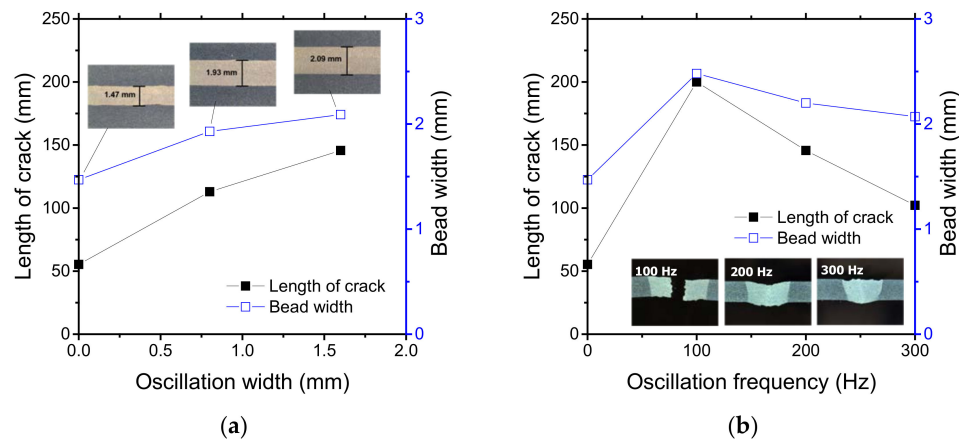 250
200
150
100
50
0
Length of crack (mm)
3
2
1
0
Bead width (mm)
1.47 mm
1.93 mm
2.09 mm
Length of crack
Bead width
0.0 0.5 1.0 1.5 2.0
Oscillation width (mm)
(a)
250
200
150
100
50
0
Length of crack (mm)
3
2
1
0
Bead width (mm)
Length of crack
Bead width
100 Hz
200 Hz
300 Hz
0 100 200 300
Oscillation frequency (Hz)
(b)